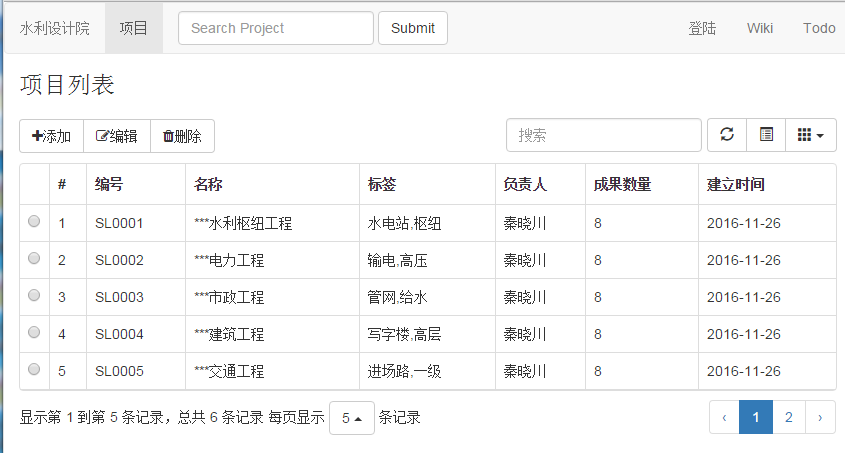 水利设计院 项目 Search Project Submit 登陆 Wiki Todo
项目列表
添加 编辑 删除 搜索
# 编号 名称 标签 负责人 成果数量 建立时间
1 SL0001 ***水利枢纽工程 水电站,枢纽 秦晓川 8 2016-11-26
2 SL0002 ***电力工程 输电,高压 秦晓川 8 2016-11-26
3 SL0003 ***市政工程 管网,给水 秦晓川 8 2016-11-26
4 SL0004 ***建筑工程 写字楼,高层 秦晓川 8 2016-11-26
5 SL0005 ***交通工程 进场路,一级 秦晓川 8 2016-11-26
显示第 1 到第 5 条记录，总共 6 条记录 每页显示 5 条记录 ‹ 1 2 ›